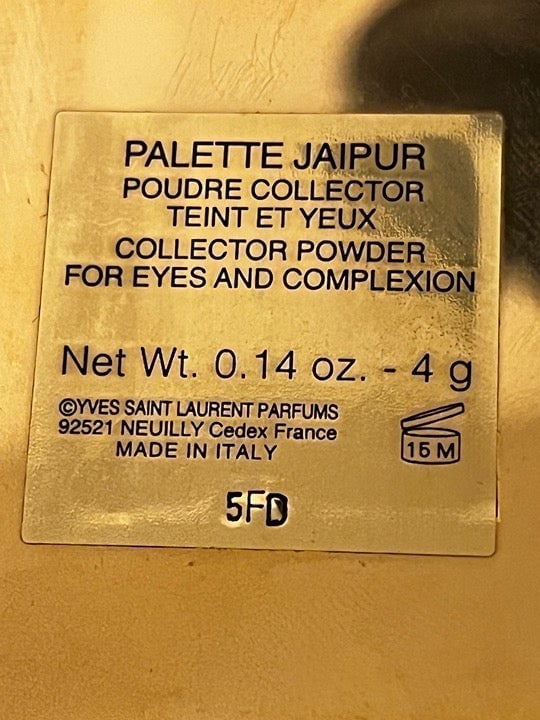 PALETTE JAIPUR
POUDRE COLLECTOR
TEINT ET YEUX
COLLECTOR POWDER
FOR EYES AND COMPLEXION
Net Wt. 0.14 oz. - 4 g
©YVES SAINT LAURENT PARFUMS
92521 NEUILLY Cedex France
MADE IN ITALY
15 M
5FD